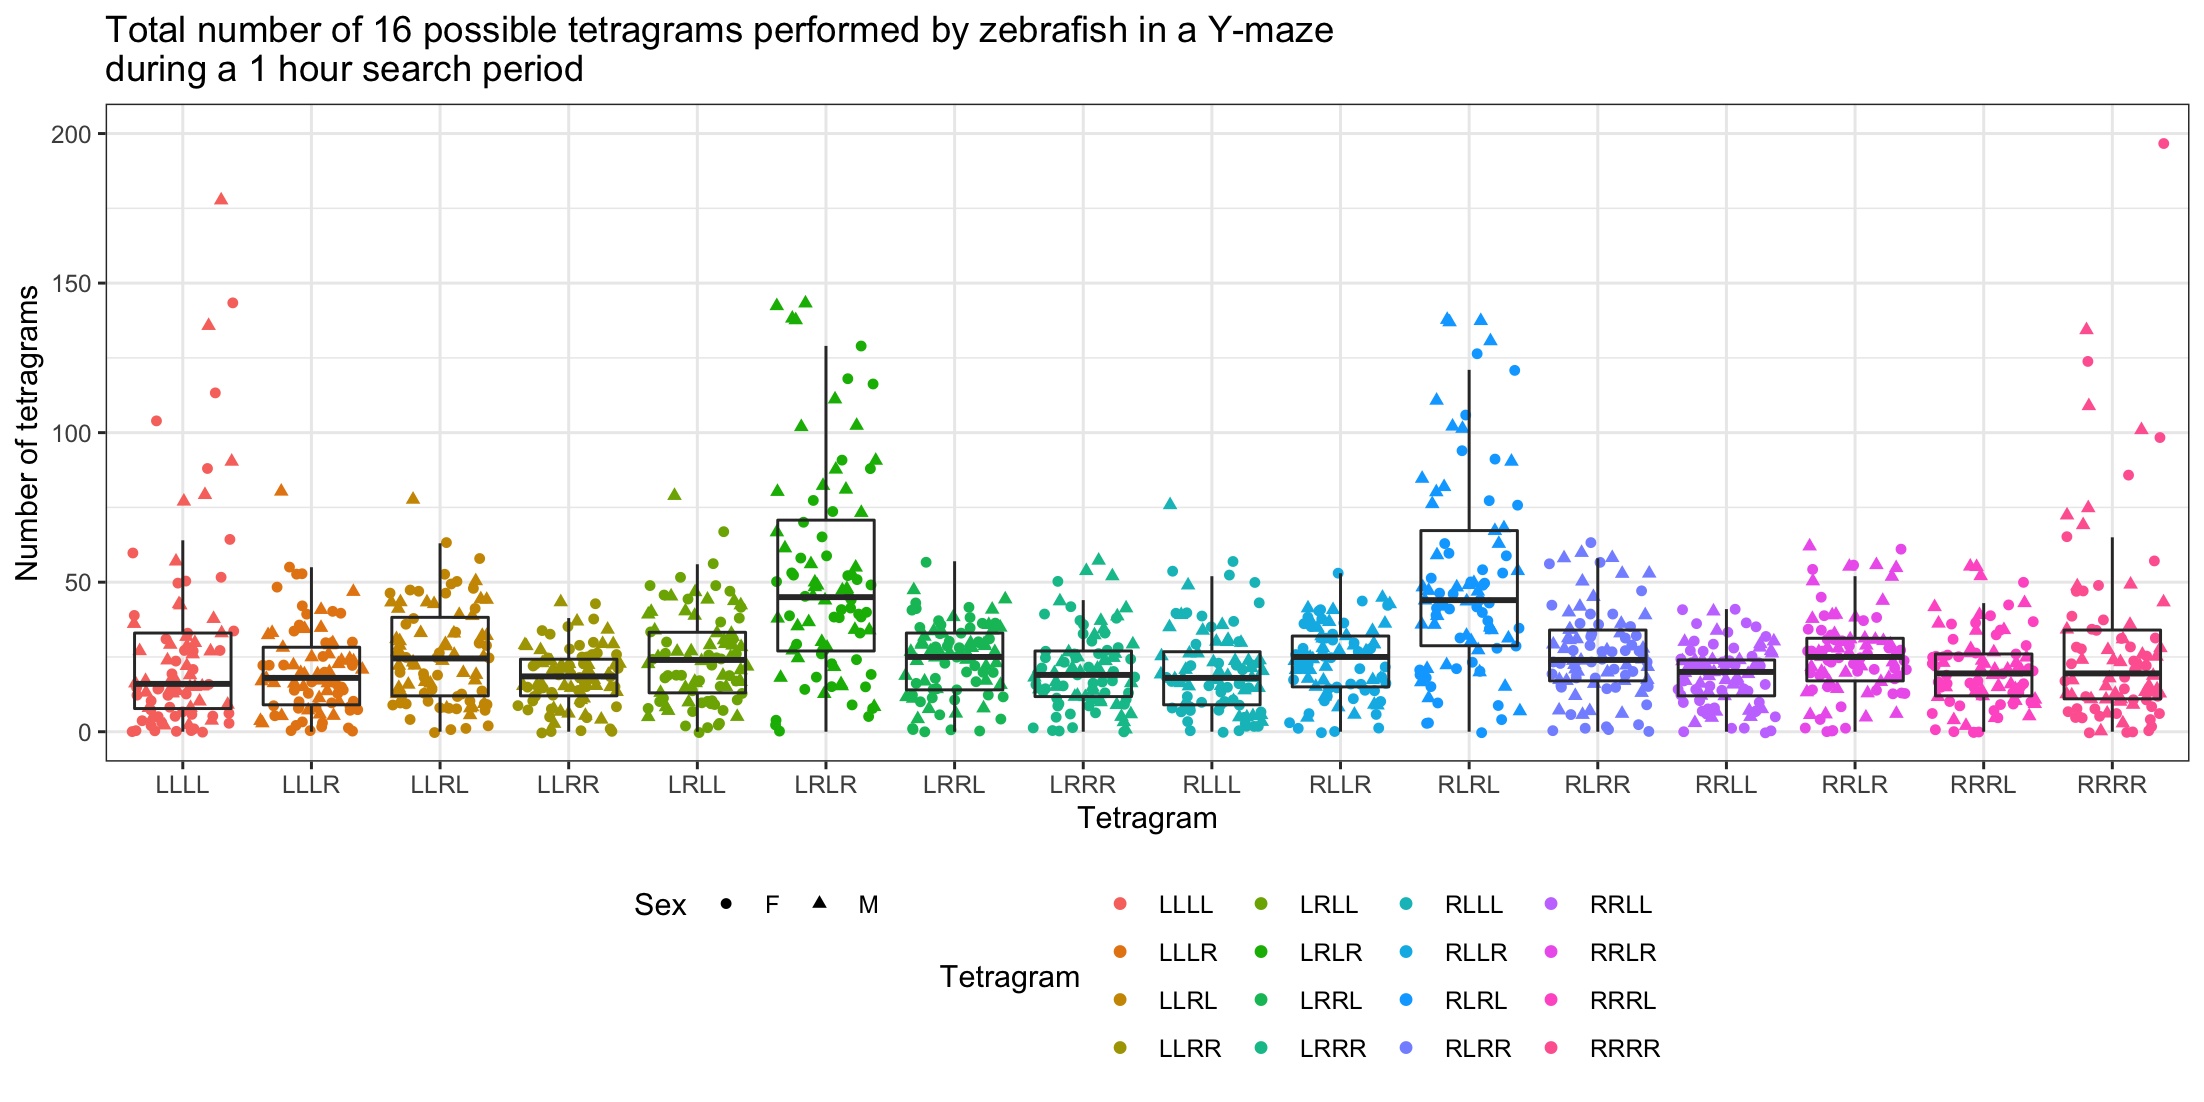 Total number of 16 possible tetragrams performed by zebrafish in a Y-maze
during a 1 hour search period
Number of tetragrams
200
150
100
50
0
LLLL LLLR LLRL LLRR LRLL LRLR LRRL LRRR RLLL RLLR RLRL RLRR RRLL RRLR RRRL RRRR
Tetragram
Sex F M
Tetragram
LLLL LRLL RLLL RRLL
LLLR LRLR RLLR RRLR
LLRL LRRL RLRL RRRL
LLRR LRRR RLRR RRRR